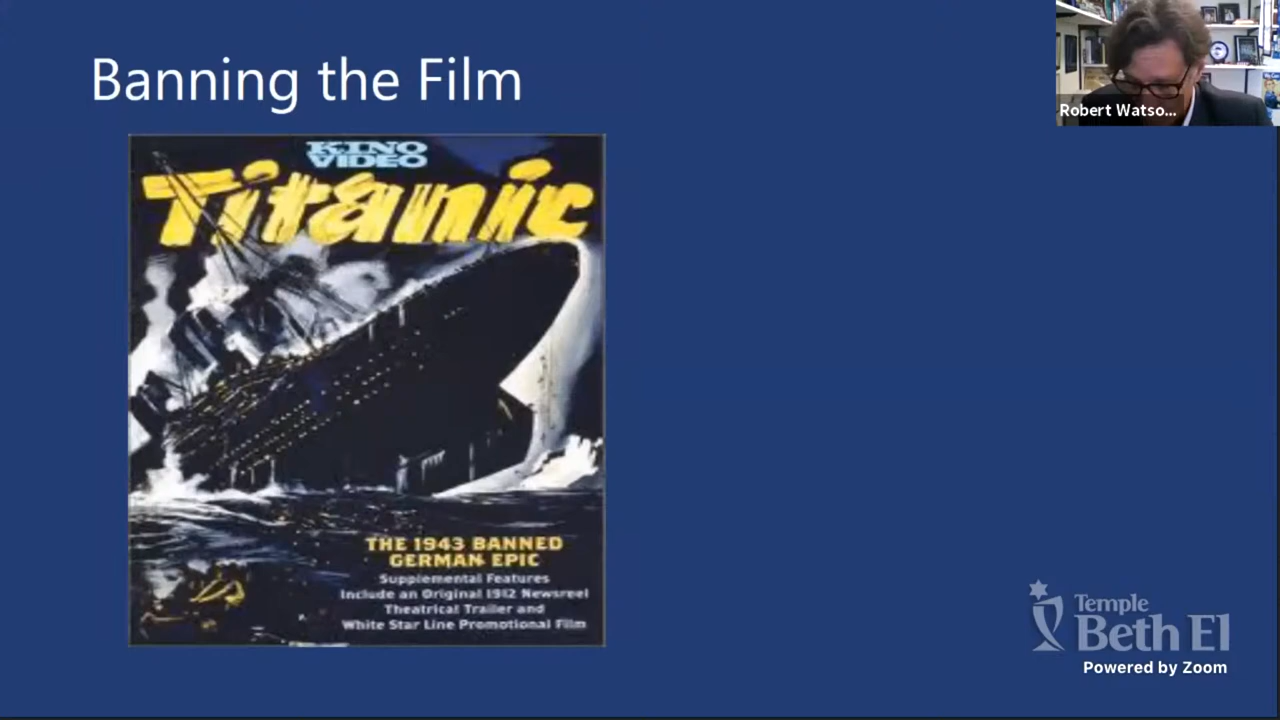 Banning the Film
Robert Watso...
KINO
VIDEO
Titanic
THE 1943 BANNED
GERMAN EPIC
Supplemental Features
Include an Original 1912 Newsreel
Theatrical Trailer and
White Star Line Promotional Film
Temple
Beth El
Powered by Zoom